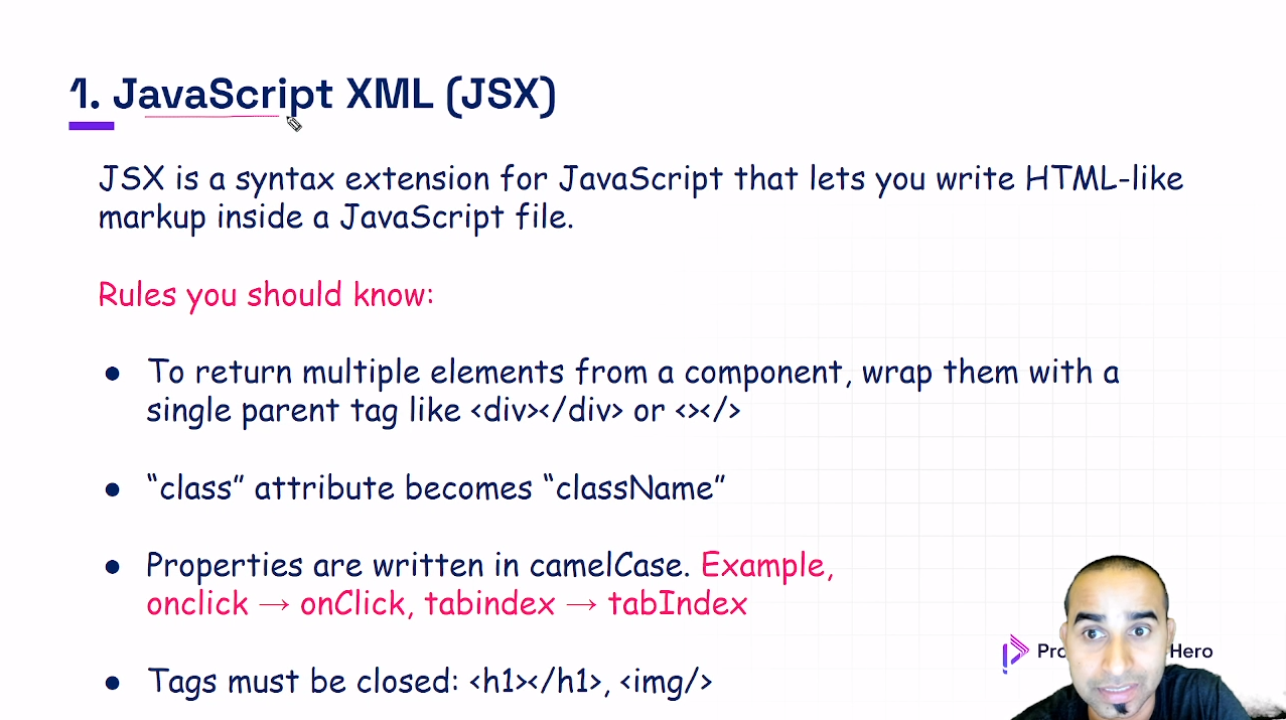 1. JavaScript XML (JSX)
JSX is a syntax extension for JavaScript that lets you write HTML-like
markup inside a JavaScript file.
Rules you should know:
● To return multiple elements from a component, wrap them with a
single parent tag like <div></div> or <></>
● “class” attribute becomes “className”
● Properties are written in camelCase. Example,
onclick → onClick, tabindex → tabIndex
● Tags must be closed: <h1></h1>, <img/>
Hero